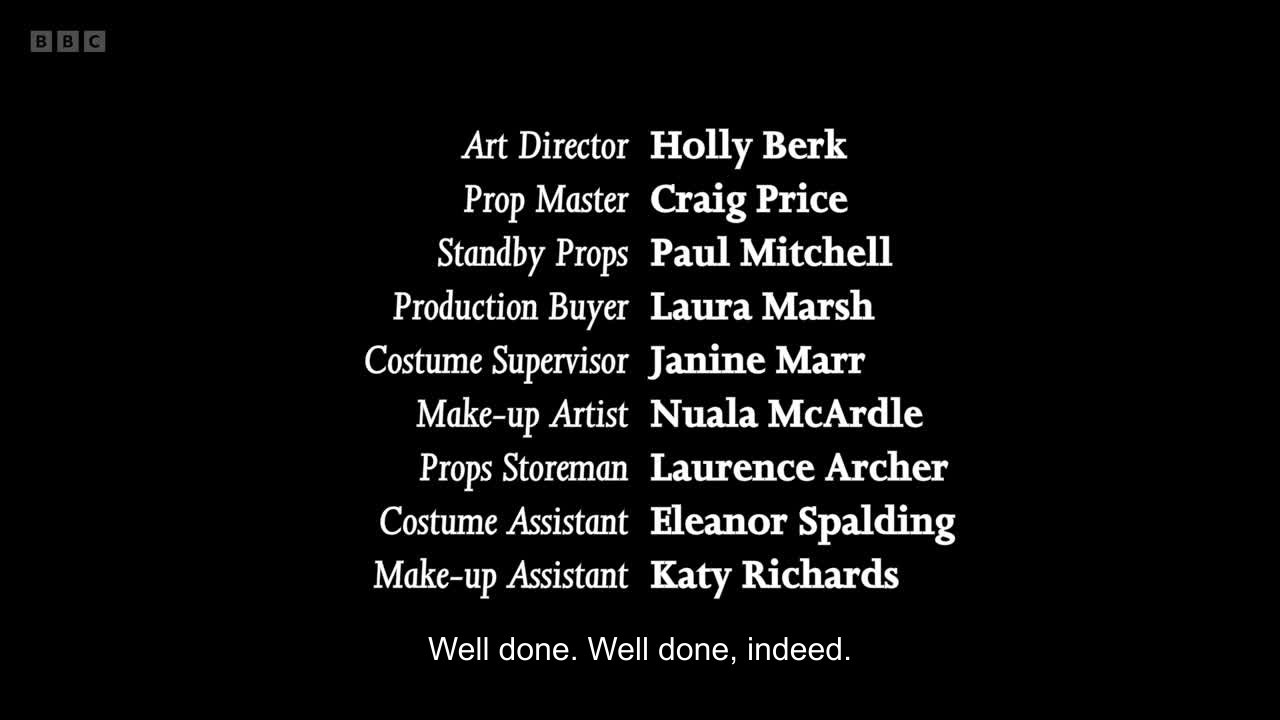 BBC
Art Director Holly Berk
Prop Master Craig Price
Standby Props Paul Mitchell
Production Buyer Laura Marsh
Costume Supervisor Janine Marr
Make-up Artist Nuala McArdle
Props Storeman Laurence Archer
Costume Assistant Eleanor Spalding
Make-up Assistant Katy Richards
Well done. Well done, indeed.